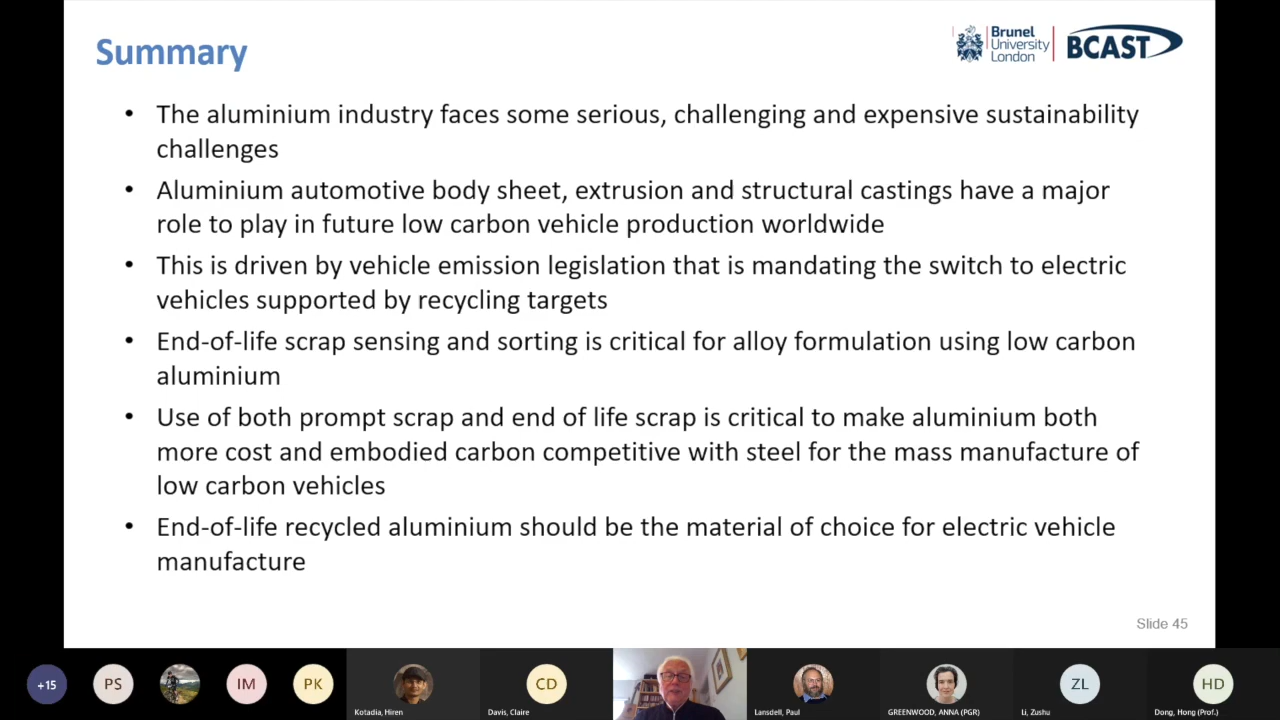 Summary
Brunel
University
London
BCAST
• The aluminium industry faces some serious, challenging and expensive sustainability
challenges
• Aluminium automotive body sheet, extrusion and structural castings have a major
role to play in future low carbon vehicle production worldwide
• This is driven by vehicle emission legislation that is mandating the switch to electric
vehicles supported by recycling targets
• End-of-life scrap sensing and sorting is critical for alloy formulation using low carbon
aluminium
• Use of both prompt scrap and end of life scrap is critical to make aluminium both
more cost and embodied carbon competitive with steel for the mass manufacture of
low carbon vehicles
• End-of-life recycled aluminium should be the material of choice for electric vehicle
manufacture
Slide 45
+15
PS
IM
PK
CD
ZL
HD
Kotadia, Hiren
Davis, Claire
Lansdell, Paul
GREENWOOD, ANNA (PGR)
Li, Zushu
Dong, Hong (Prof.)